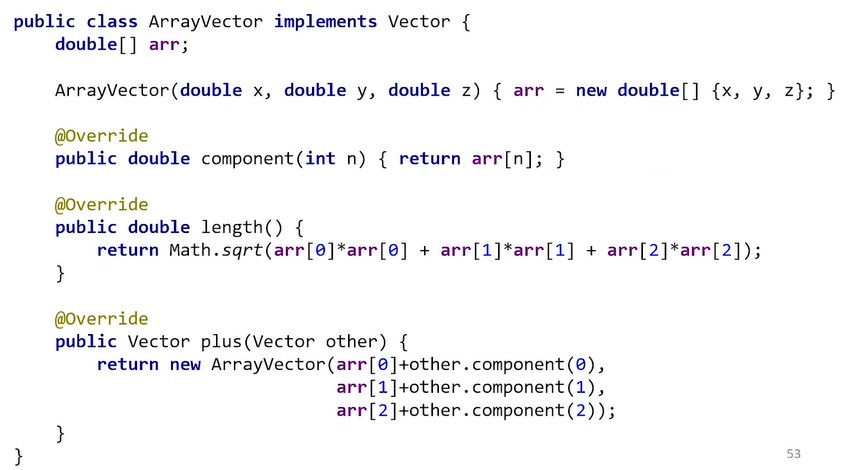 public class ArrayVector implements Vector {
    double[] arr;

    ArrayVector(double x, double y, double z) { arr = new double[] {x, y, z}; }

    @Override
    public double component(int n) { return arr[n]; }

    @Override
    public double length() {
        return Math.sqrt(arr[0]*arr[0] + arr[1]*arr[1] + arr[2]*arr[2]);
    }

    @Override
    public Vector plus(Vector other) {
        return new ArrayVector(arr[0]+other.component(0),
                               arr[1]+other.component(1),
                               arr[2]+other.component(2));
    }
}
53